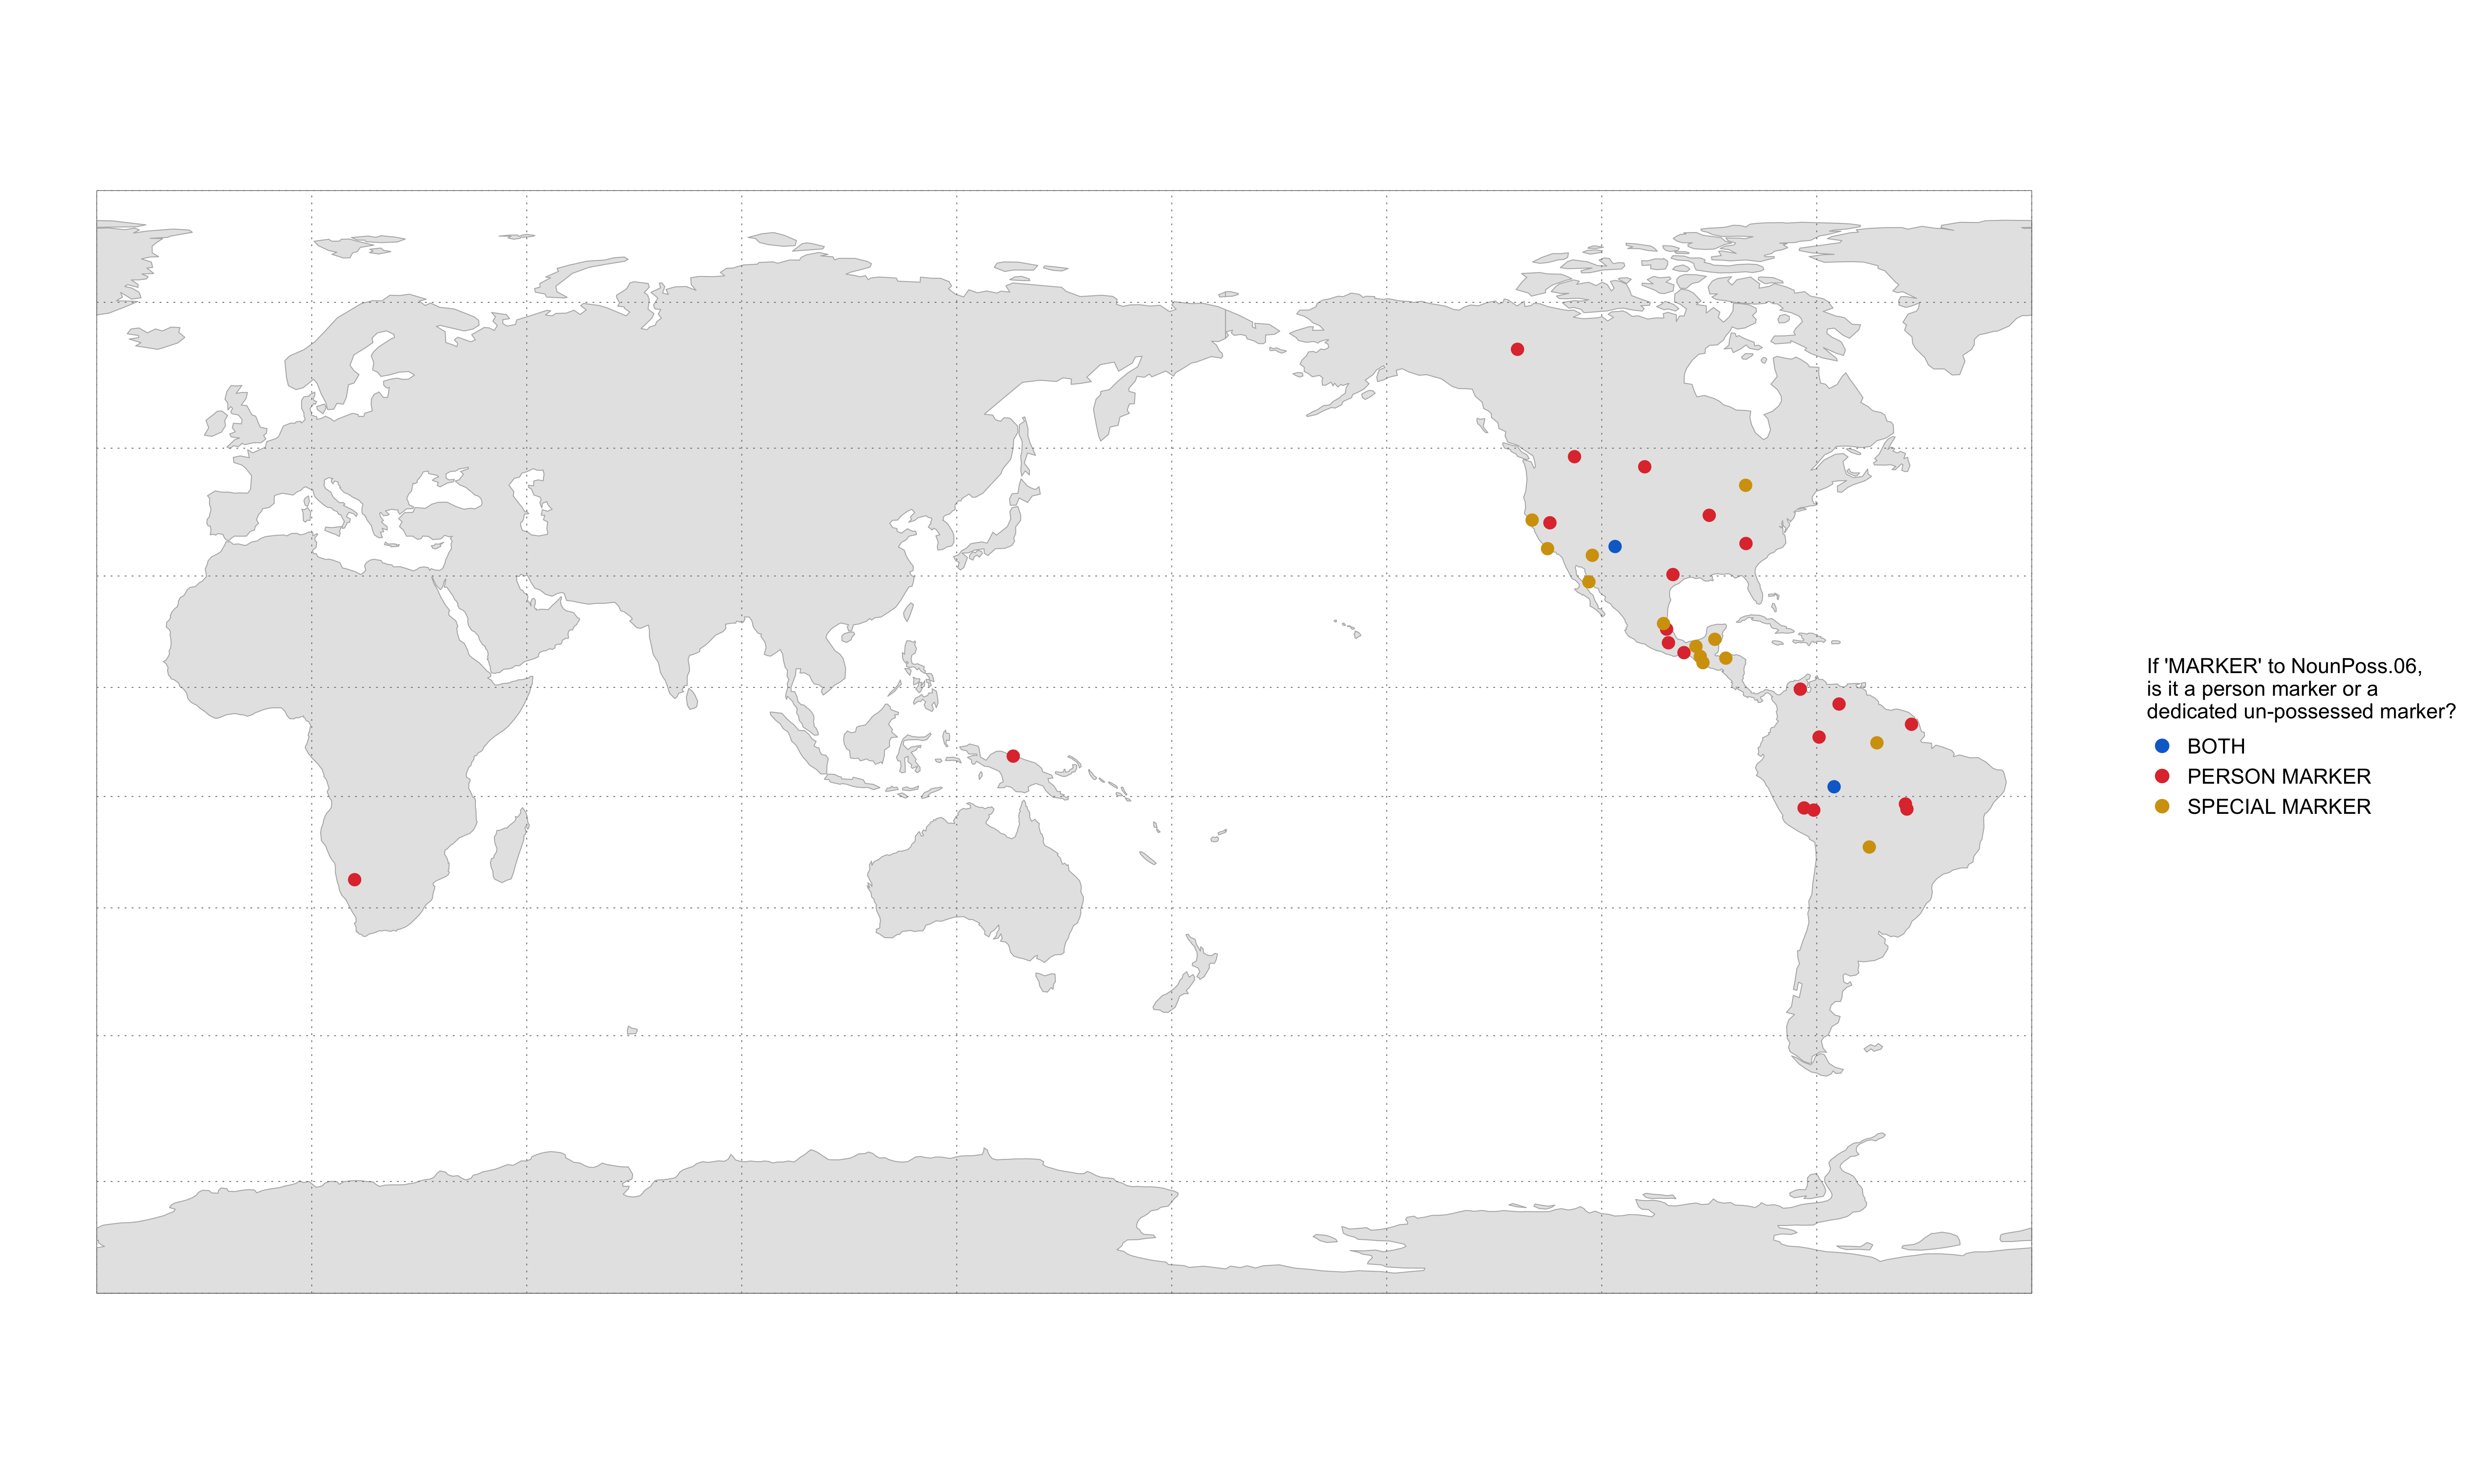 If 'MARKER' to NounPoss.06,
is it a person marker or a
dedicated un-possessed marker?
BOTH
PERSON MARKER
SPECIAL MARKER